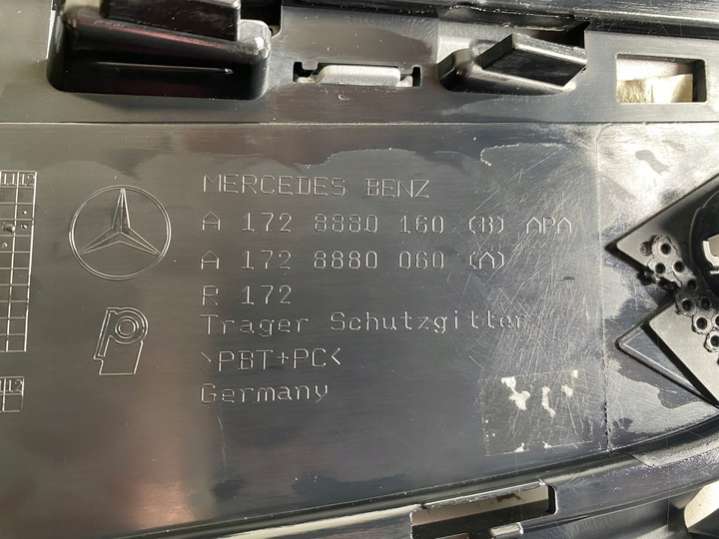 MERCEDES BENZ
A 172 8880 160 (B) APA
A 172 8880 060 (A)
R 172
Trager Schutzgitter
>PBT+PC<
Germany